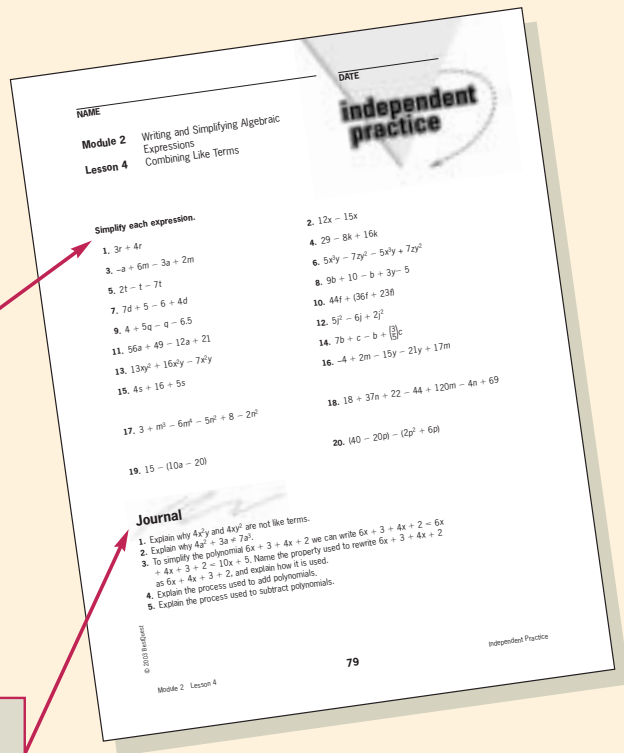 NAME
DATE
independent
practice
Module 2 Writing and Simplifying Algebraic
Expressions
Lesson 4 Combining Like Terms
Simplify each expression.
1. 3r + 4r
2. 12x − 15x
3. −a + 6m − 3a + 2m
4. 29 − 8k + 16k
5. 2t − t − 7t
6. 5x³y − 7zy² − 5x³y + 7zy²
7. 7d + 5 − 6 + 4d
8. 9b + 10 − b + 3y− 5
9. 4 + 5q − q − 6.5
10. 44f + (36f + 23f)
11. 56a + 49 − 12a + 21
12. 5j² − 6j + 2j²
13. 13xy² + 16x²y − 7x²y
14. 7b + c − b + (3/5)c
15. 4s + 16 + 5s
16. −4 + 2m − 15y − 21y + 17m
17. 3 + m³ − 6m⁴ − 5n² + 8 − 2n²
18. 18 + 37n + 22 − 44 + 120m − 4n + 69
19. 15 − (10a − 20)
20. (40 − 20p) − (2p² + 6p)
Journal
1. Explain why 4x²y and 4xy² are not like terms.
2. Explain why 4a² + 3a ≠ 7a³.
3. To simplify the polynomial 6x + 3 + 4x + 2 we can write 6x + 3 + 4x + 2 = 6x
+ 4x + 3 + 2 = 10x + 5. Name the property used to rewrite 6x + 3 + 4x + 2
as 6x + 4x + 3 + 2, and explain how it is used.
4. Explain the process used to add polynomials.
5. Explain the process used to subtract polynomials.
© 2003 BestQuest
Module 2 Lesson 4
79
Independent Practice